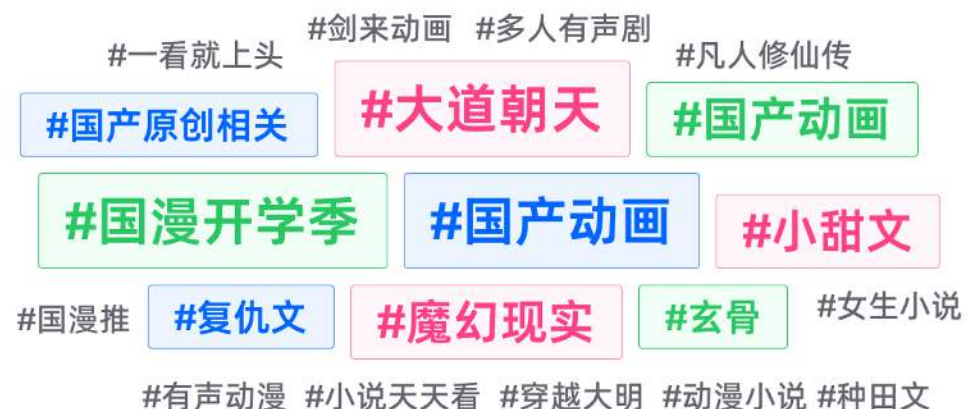 #剑来动画 #多人有声剧
#一看就上头 #凡人修仙传
#国产原创相关 #大道朝天 #国产动画
#国漫开学季 #国产动画 #小甜文
#国漫推 #复仇文 #魔幻现实 #玄骨 #女生小说
#有声动漫 #小说天天看 #穿越大明 #动漫小说 #种田文